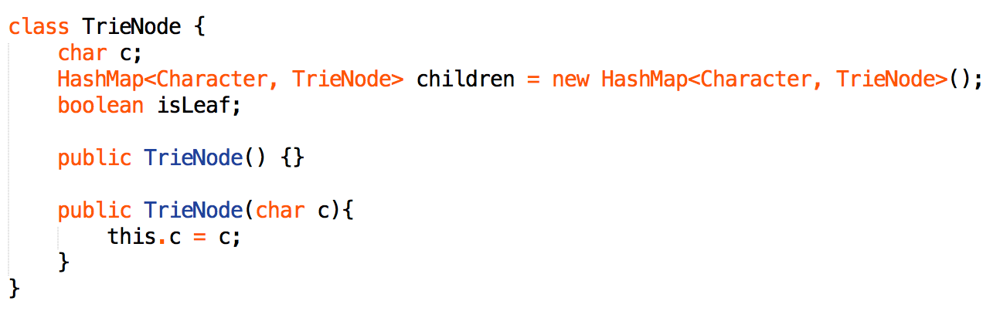 class TrieNode {
    char c;
    HashMap<Character, TrieNode> children = new HashMap<Character, TrieNode>();
    boolean isLeaf;

    public TrieNode() {}

    public TrieNode(char c){
        this.c = c;
    }
}